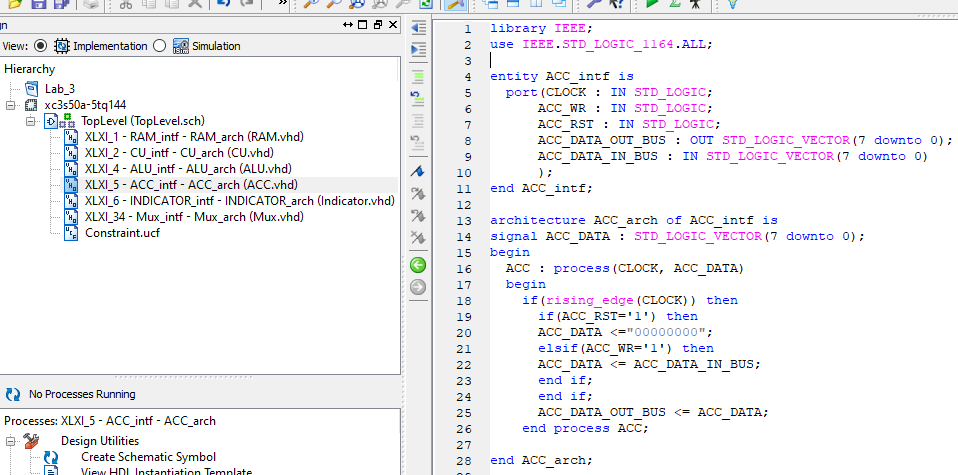 gn
View: Implementation Simulation
Hierarchy
Lab_3
xc3s50a-5tq144
TopLevel (TopLevel.sch)
XLXI_1 - RAM_intf - RAM_arch (RAM.vhd)
XLXI_2 - CU_intf - CU_arch (CU.vhd)
XLXI_4 - ALU_intf - ALU_arch (ALU.vhd)
XLXI_5 - ACC_intf - ACC_arch (ACC.vhd)
XLXI_6 - INDICATOR_intf - INDICATOR_arch (Indicator.vhd)
XLXI_34 - Mux_intf - Mux_arch (Mux.vhd)
Constraint.ucf
No Processes Running
Processes: XLXI_5 - ACC_intf - ACC_arch
Design Utilities
Create Schematic Symbol
View HDL Instantiation Template
1 library IEEE;
2 use IEEE.STD_LOGIC_1164.ALL;
3
4 entity ACC_intf is
5 port(CLOCK : IN STD_LOGIC;
6 ACC_WR : IN STD_LOGIC;
7 ACC_RST : IN STD_LOGIC;
8 ACC_DATA_OUT_BUS : OUT STD_LOGIC_VECTOR(7 downto 0);
9 ACC_DATA_IN_BUS : IN STD_LOGIC_VECTOR(7 downto 0)
10 );
11 end ACC_intf;
12
13 architecture ACC_arch of ACC_intf is
14 signal ACC_DATA : STD_LOGIC_VECTOR(7 downto 0);
15 begin
16 ACC : process(CLOCK, ACC_DATA)
17 begin
18 if(rising_edge(CLOCK)) then
19 if(ACC_RST='1') then
20 ACC_DATA <="00000000";
21 elsif(ACC_WR='1') then
22 ACC_DATA <= ACC_DATA_IN_BUS;
23 end if;
24 end if;
25 ACC_DATA_OUT_BUS <= ACC_DATA;
26 end process ACC;
27
28 end ACC_arch;